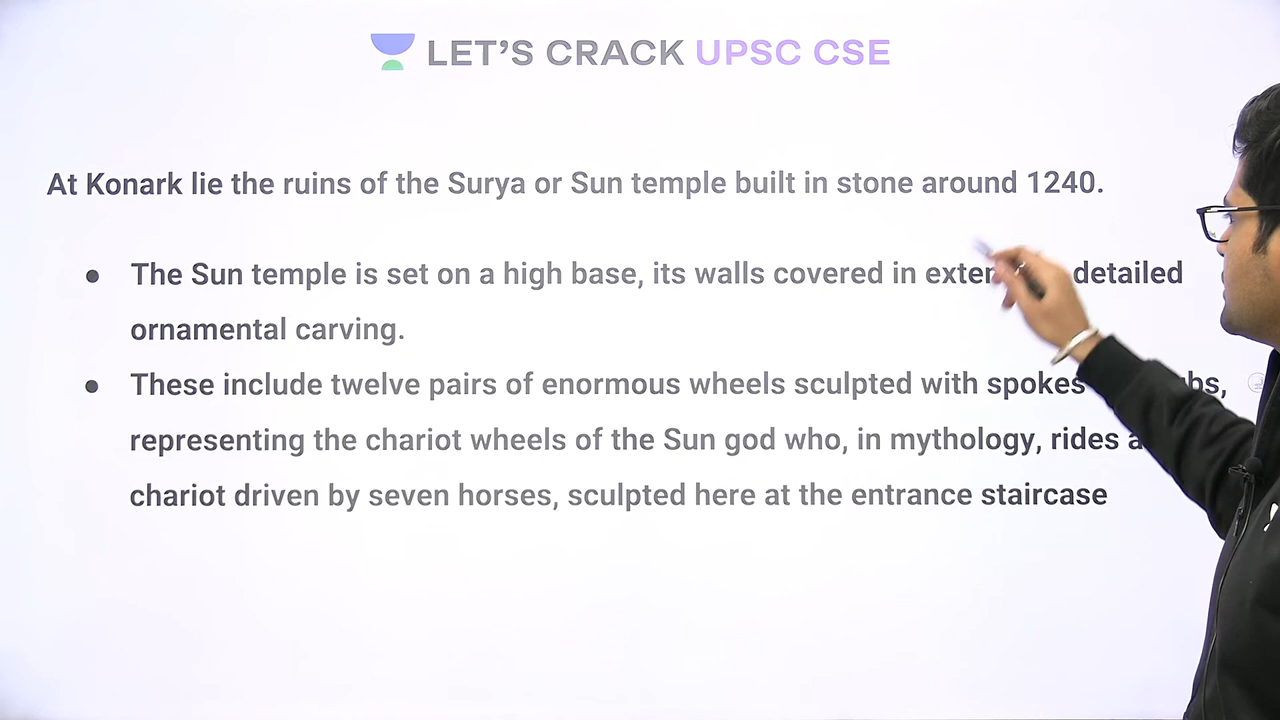 LET'S CRACK UPSC CSE
At Konark lie the ruins of the Surya or Sun temple built in stone around 1240.
● The Sun temple is set on a high base, its walls covered in detailed
ornamental carving.
● These include twelve pairs of enormous wheels sculpted with spokes
representing the chariot wheels of the Sun god who, in mythology, rides
chariot driven by seven horses, sculpted here at the entrance staircase